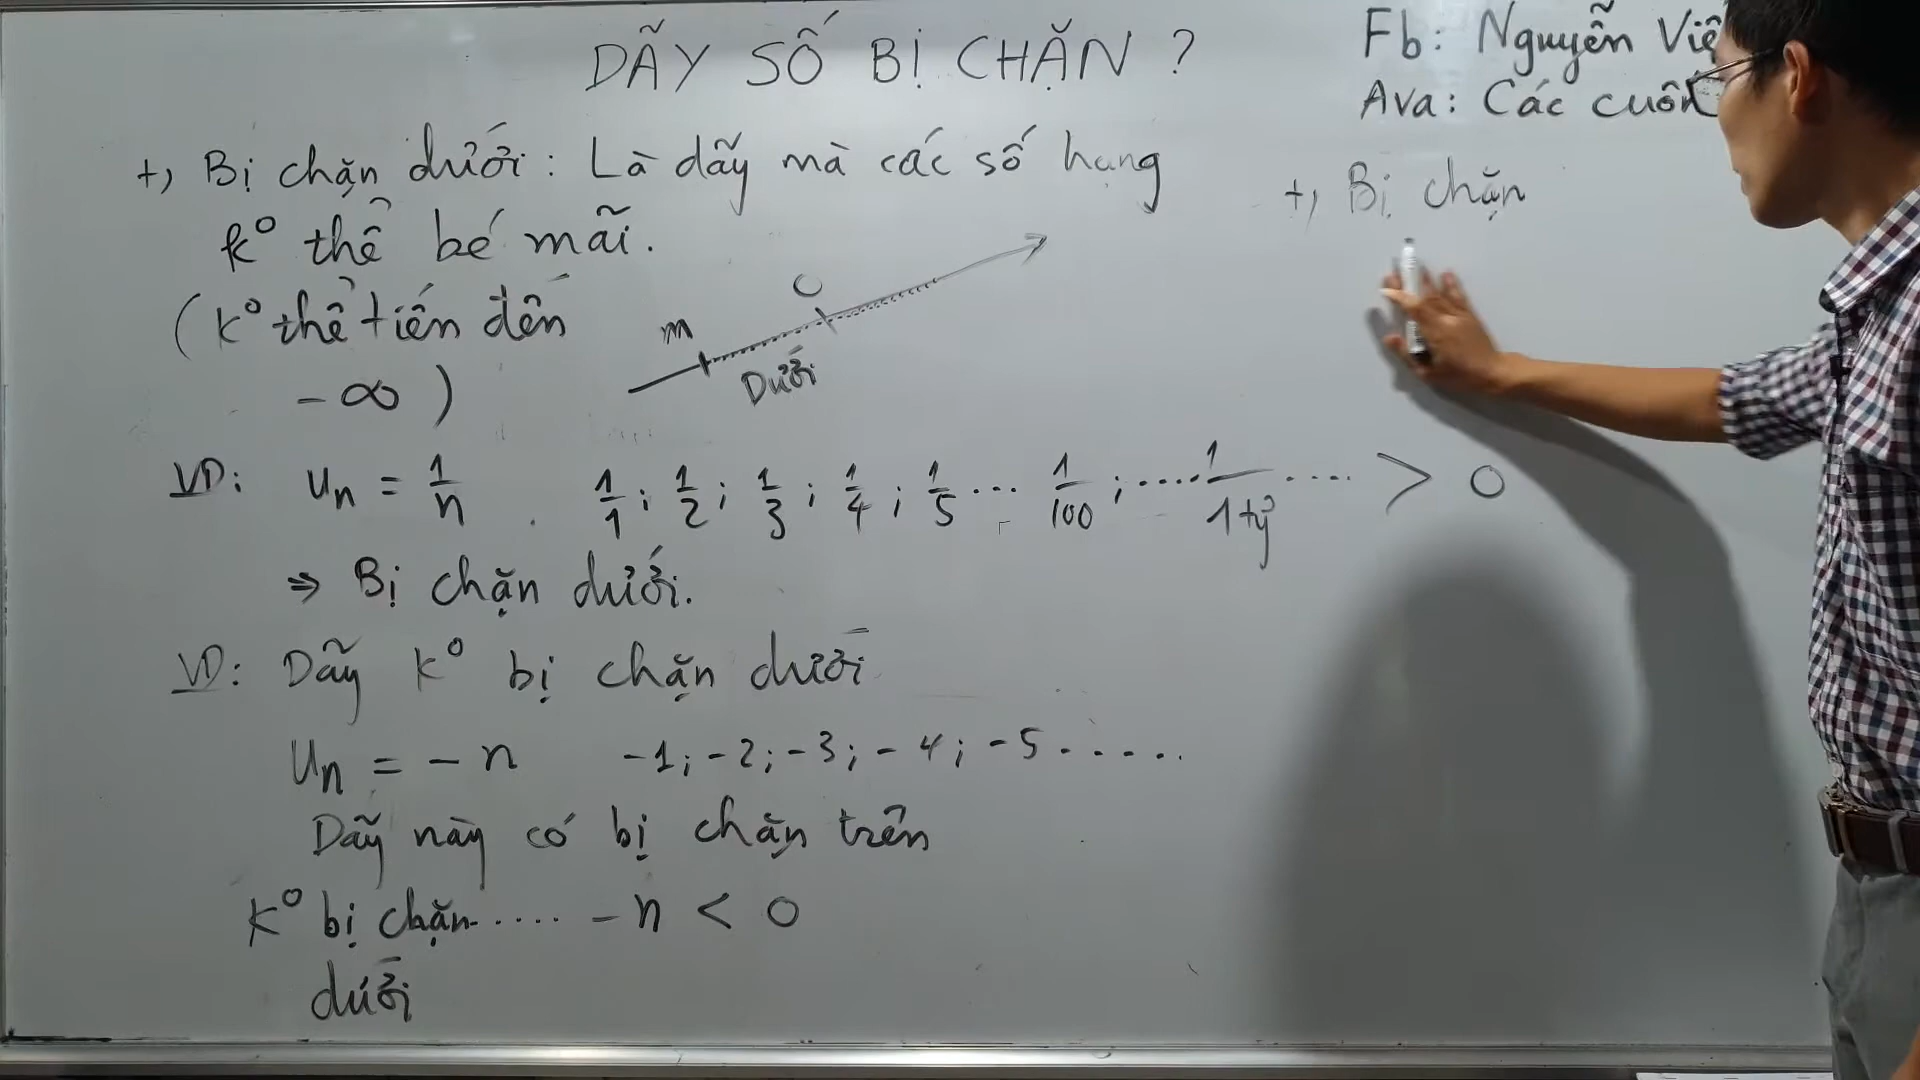 DÃY SỐ BỊ CHẶN ?
Fb: Nguyễn Việ
Ava: Các cuốn
+, Bị chặn dưới: Là dãy mà các số hạng
k⁰ thể bé mãi.
(k⁰ thể tiến đến
-∞)
m
0
Dưới
VD: un = 1/n 1/1; 1/2; 1/3; 1/4; 1/5 ... 1/100; ..... 1/1 tỷ .... > 0
⇒ Bị chặn dưới.
VD: Dãy k⁰ bị chặn dưới
un = -n -1; -2; -3; -4; -5 .....
Dãy này có bị chặn trên
k⁰ bị chặn ..... -n < 0
dưới
+, Bị chặn